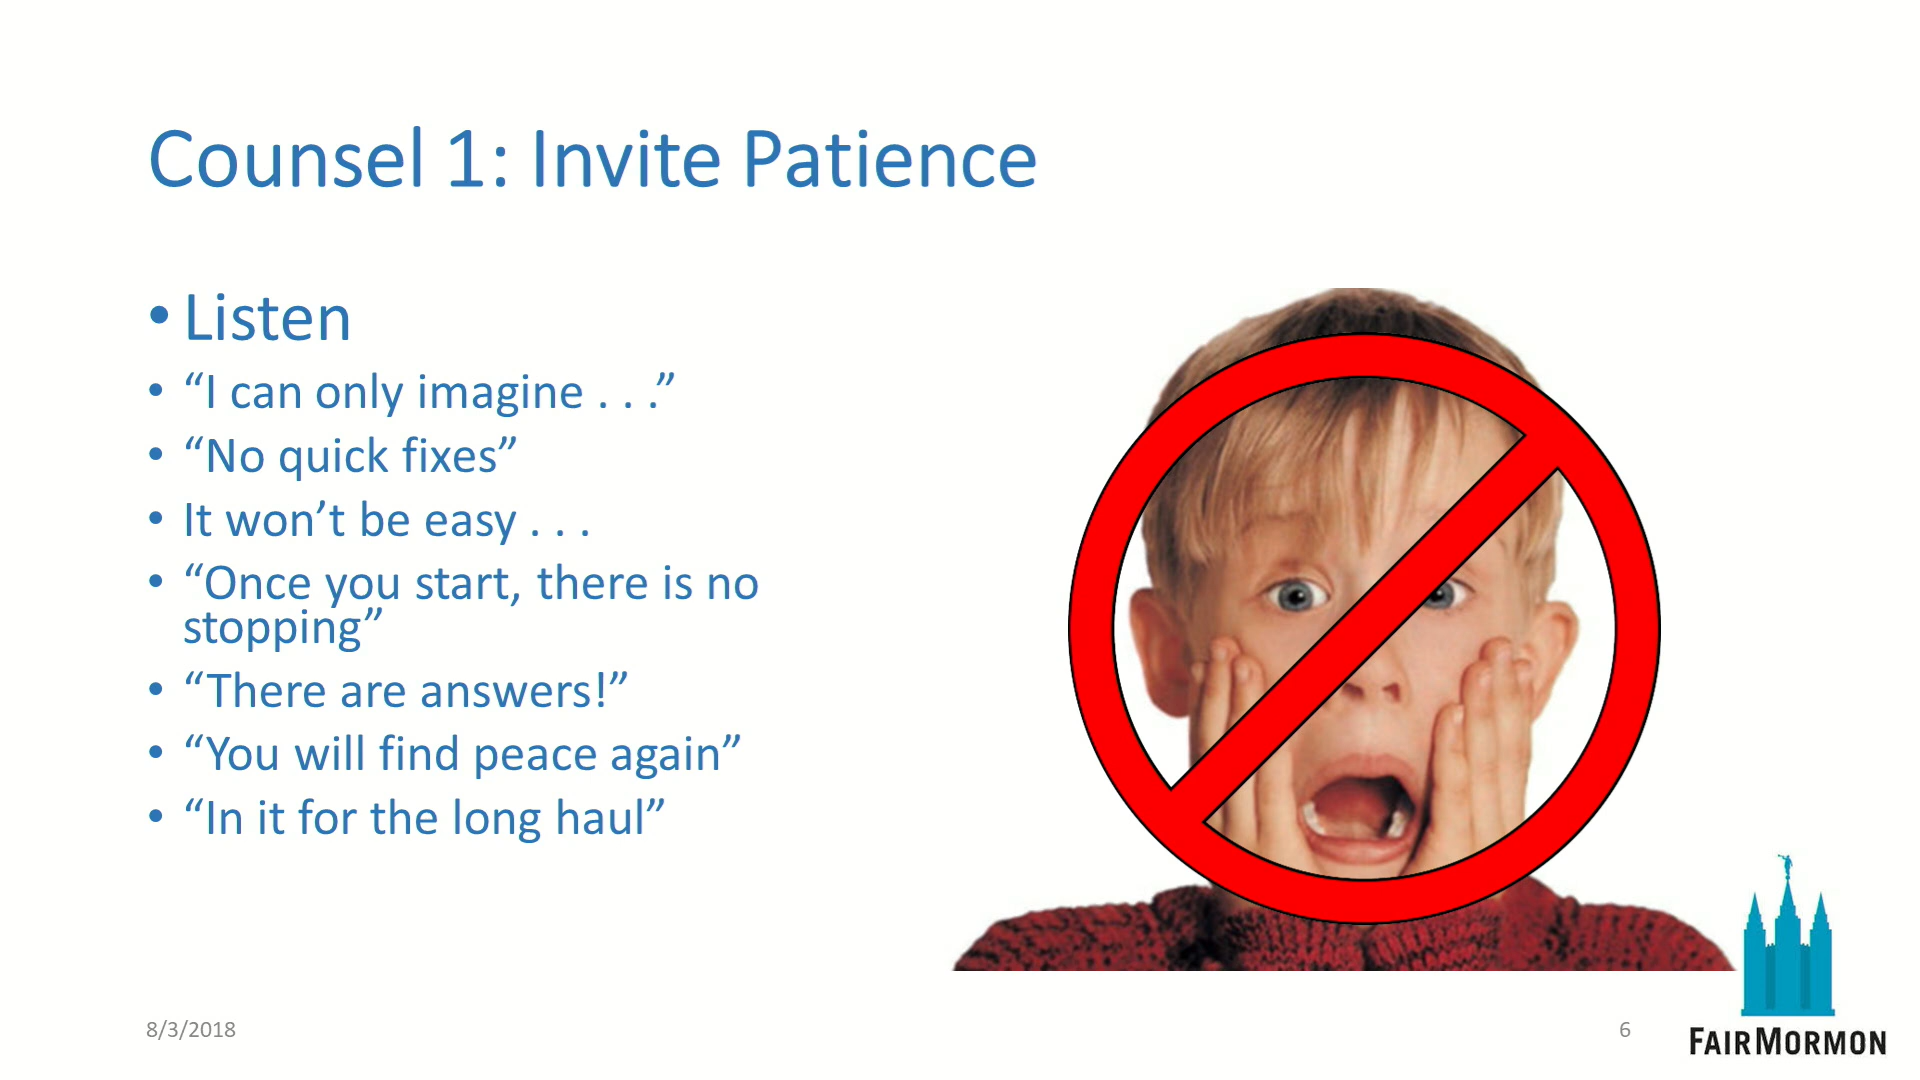 Counsel 1: Invite Patience
• Listen
• “I can only imagine . . .”
• “No quick fixes”
• It won’t be easy . . .
• “Once you start, there is no
stopping”
• “There are answers!”
• “You will find peace again”
• “In it for the long haul”
8/3/2018
6
FAIRMORMON